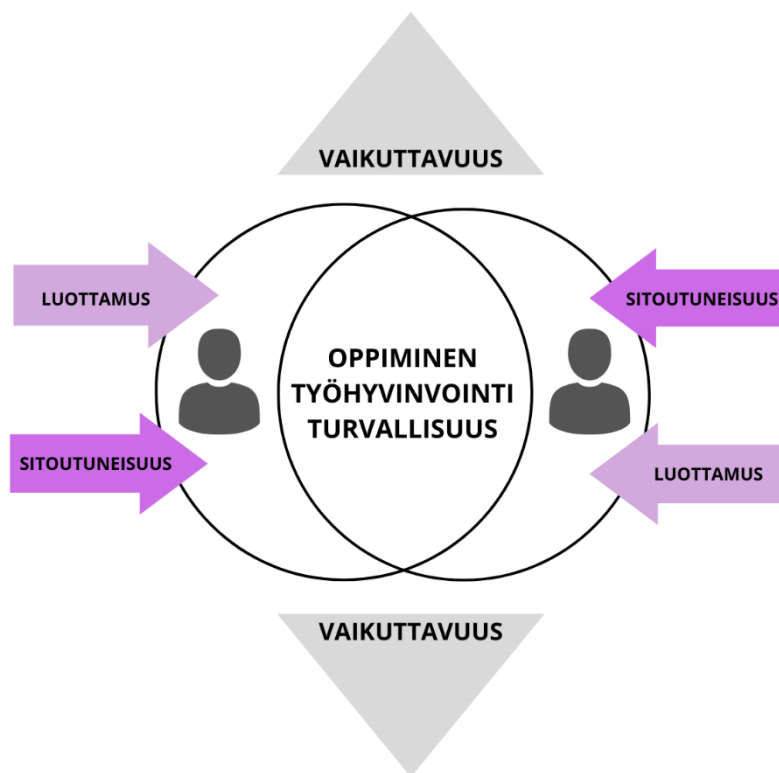 VAIKUTTAVUUS
LUOTTAMUS
SITOUTUNEISUUS
OPPIMINEN
TYÖHYVINVOINTI
TURVALLISUUS
SITOUTUNEISUUS
LUOTTAMUS
VAIKUTTAVUUS